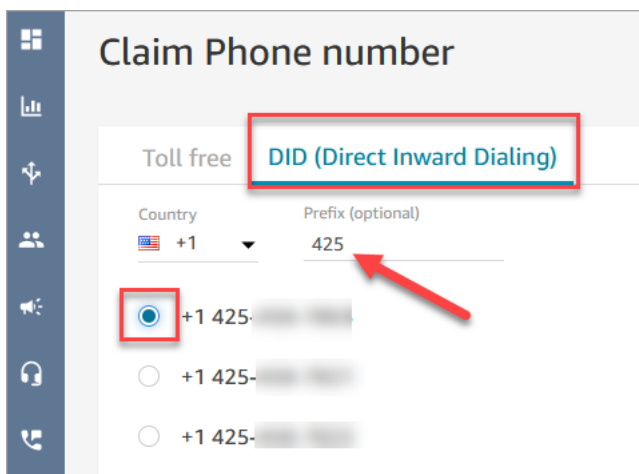 Claim Phone number
Toll free DID (Direct Inward Dialing)
Country Prefix (optional)
+1 425
+1 425-
+1 425-
+1 425-